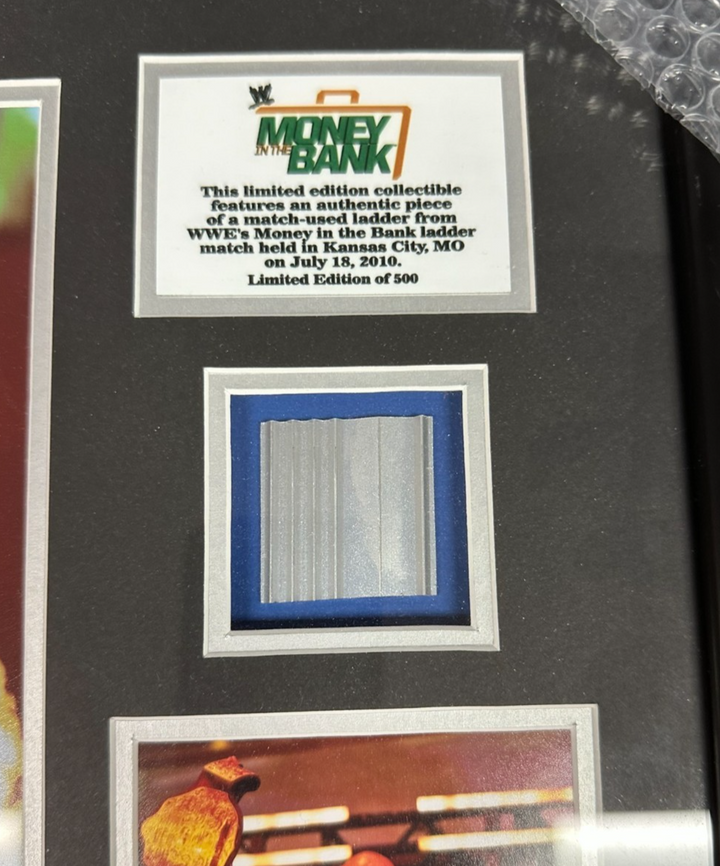 W
MONEY
IN THE
BANK
This limited edition collectible
features an authentic piece
of a match-used ladder from
WWE's Money in the Bank ladder
match held in Kansas City, MO
on July 18, 2010.
Limited Edition of 500